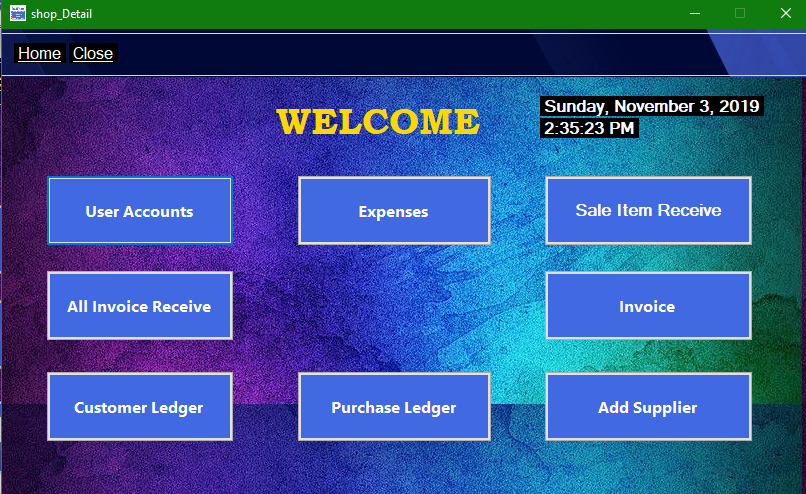 shop_Detail
Home Close
WELCOME
Sunday, November 3, 2019
2:35:23 PM
User Accounts
Expenses
Sale Item Receive
All Invoice Receive
Invoice
Customer Ledger
Purchase Ledger
Add Supplier